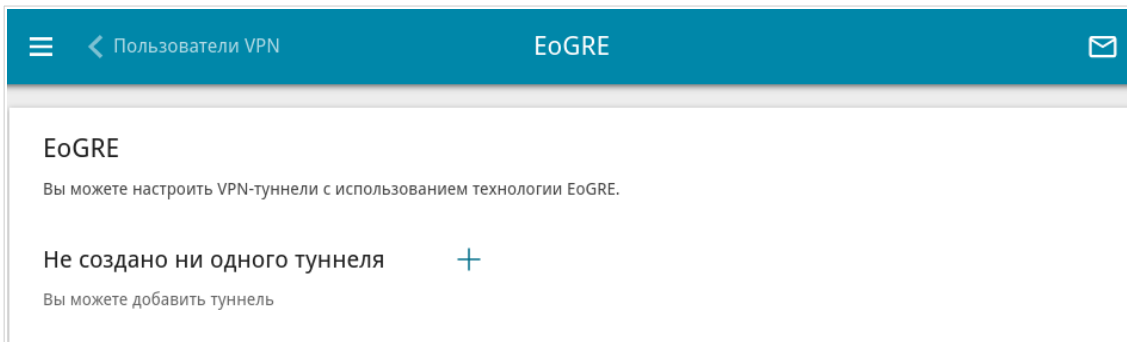 Пользователи VPN
EoGRE
EoGRE
Вы можете настроить VPN-туннели с использованием технологии EoGRE.
Не создано ни одного туннеля
Вы можете добавить туннель